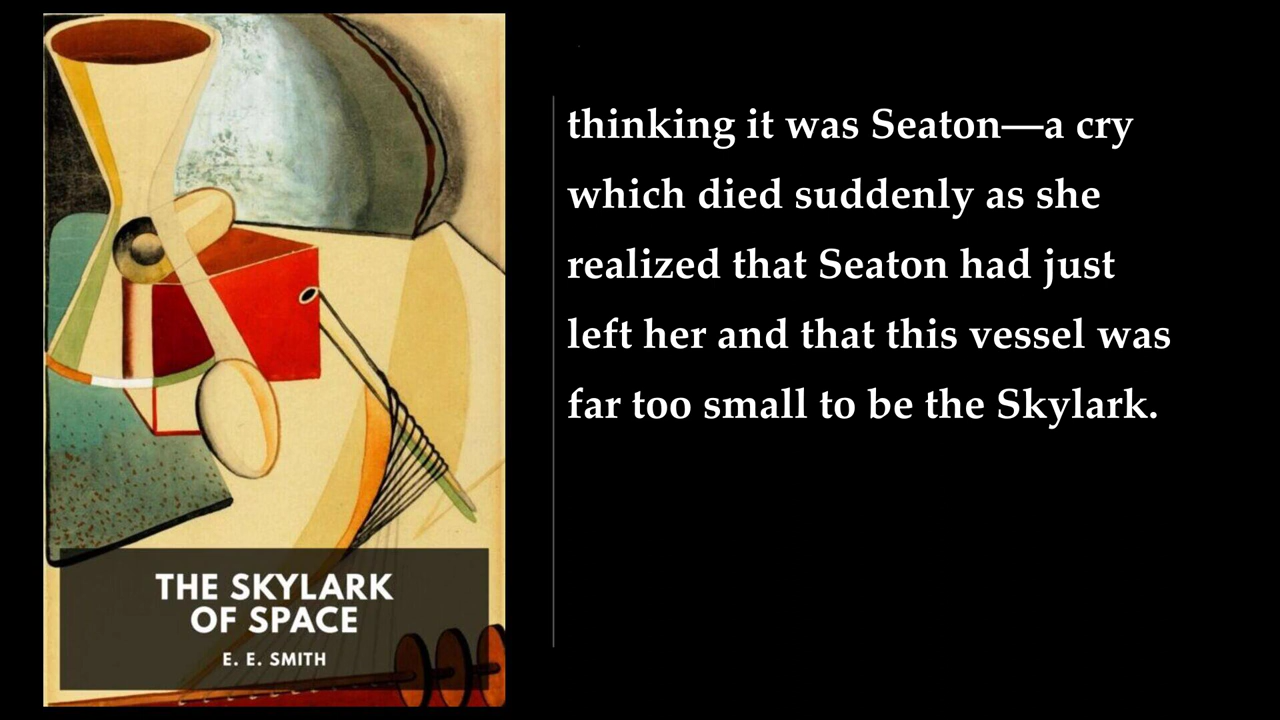 THE SKYLARK
OF SPACE
E. E. SMITH
thinking it was Seaton—a cry
which died suddenly as she
realized that Seaton had just
left her and that this vessel was
far too small to be the Skylark.